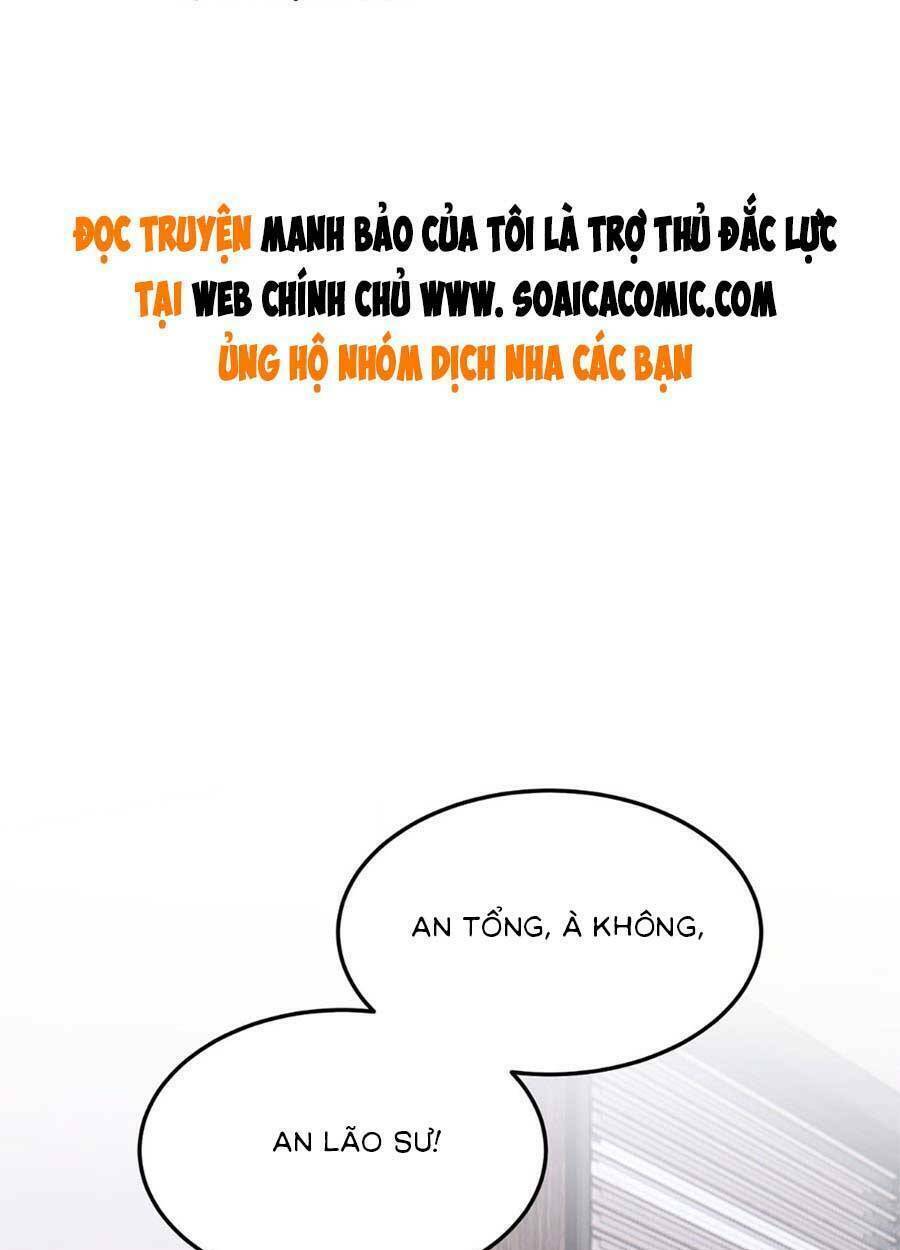 ĐỌC TRUYỆN MANH BẢO CỦA TÔI LÀ TRỢ THỦ ĐẮC LỰC
TẠI WEB CHÍNH CHỦ WWW. SOAICACOMIC.COM
ỦNG HỘ NHÓM DỊCH NHA CÁC BẠN
AN TỔNG, À KHÔNG,
AN LÃO SƯ!